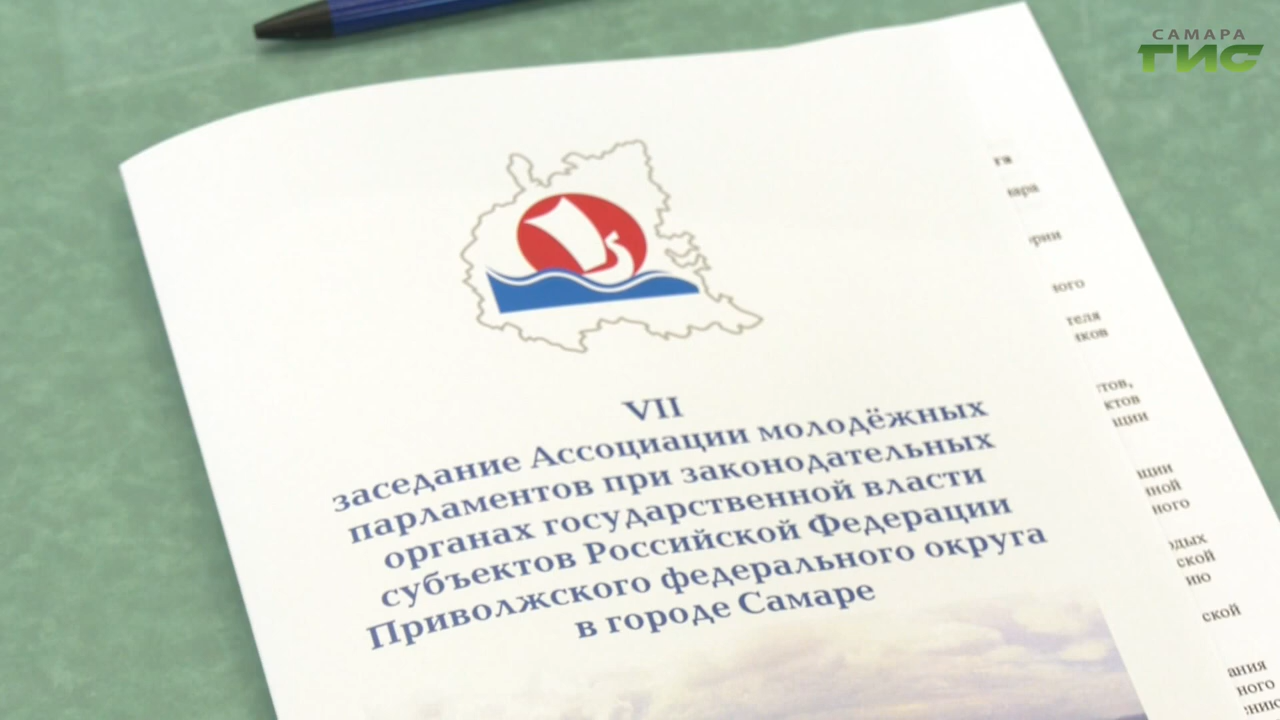 САМАРА
ГИС
VII
заседание Ассоциации молодёжных
парламентов при законодательных
органах государственной власти
субъектов Российской Федерации
Приволжского федерального округа
в городе Самаре